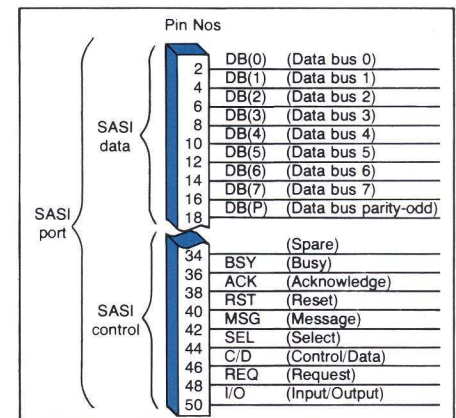 Pin Nos
2 DB(0) (Data bus 0)
4 DB(1) (Data bus 1)
6 DB(2) (Data bus 2)
8 DB(3) (Data bus 3)
10 DB(4) (Data bus 4)
12 DB(5) (Data bus 5)
14 DB(6) (Data bus 6)
16 DB(7) (Data bus 7)
18 DB(P) (Data bus parity-odd)
SASI
data
SASI
port
34 (Spare)
36 BSY (Busy)
38 ACK (Acknowledge)
40 RST (Reset)
42 MSG (Message)
44 SEL (Select)
46 C/D (Control/Data)
48 REQ (Request)
50 I/O (Input/Output)
SASI
control